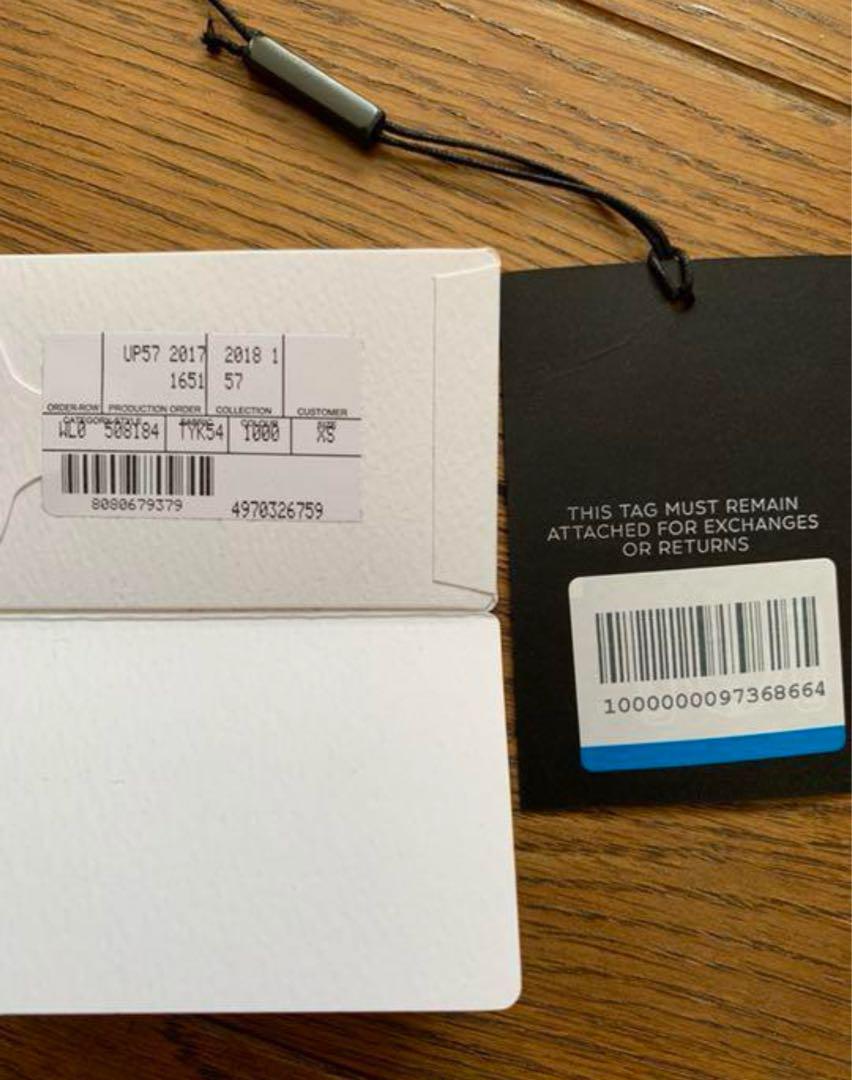 UP57 2017 2018 1
1651 57
ORDER-ROW PRODUCTION ORDER COLLECTION CUSTOMER
WL0 508184 TYK54 1000 XS
8080679379 4970326759
THIS TAG MUST REMAIN
ATTACHED FOR EXCHANGES
OR RETURNS
1000000097368664